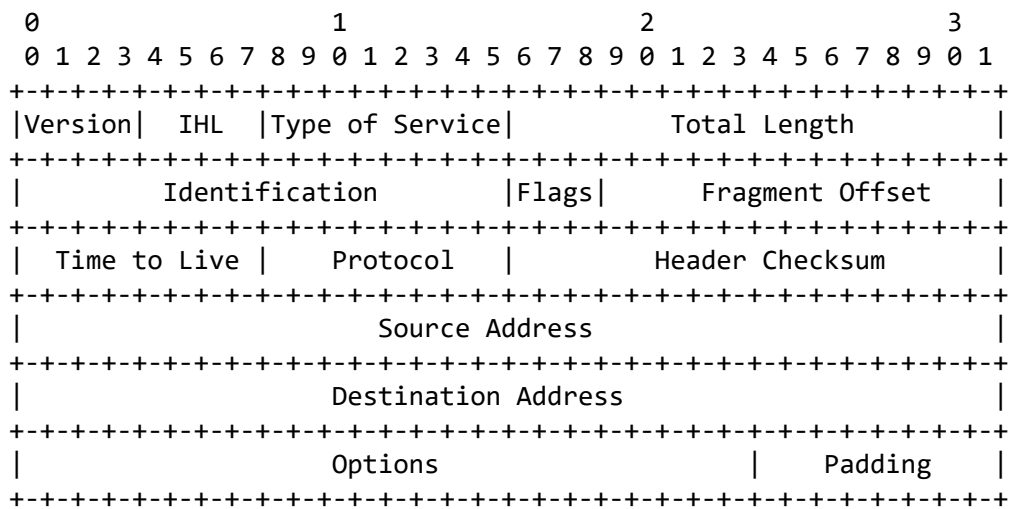 0                   1                   2                   3
 0 1 2 3 4 5 6 7 8 9 0 1 2 3 4 5 6 7 8 9 0 1 2 3 4 5 6 7 8 9 0 1
+-+-+-+-+-+-+-+-+-+-+-+-+-+-+-+-+-+-+-+-+-+-+-+-+-+-+-+-+-+-+-+-+
|Version|  IHL  |Type of Service|          Total Length         |
+-+-+-+-+-+-+-+-+-+-+-+-+-+-+-+-+-+-+-+-+-+-+-+-+-+-+-+-+-+-+-+-+
|         Identification        |Flags|      Fragment Offset    |
+-+-+-+-+-+-+-+-+-+-+-+-+-+-+-+-+-+-+-+-+-+-+-+-+-+-+-+-+-+-+-+-+
|  Time to Live |    Protocol   |         Header Checksum       |
+-+-+-+-+-+-+-+-+-+-+-+-+-+-+-+-+-+-+-+-+-+-+-+-+-+-+-+-+-+-+-+-+
|                       Source Address                          |
+-+-+-+-+-+-+-+-+-+-+-+-+-+-+-+-+-+-+-+-+-+-+-+-+-+-+-+-+-+-+-+-+
|                    Destination Address                        |
+-+-+-+-+-+-+-+-+-+-+-+-+-+-+-+-+-+-+-+-+-+-+-+-+-+-+-+-+-+-+-+-+
|                    Options                    |    Padding    |
+-+-+-+-+-+-+-+-+-+-+-+-+-+-+-+-+-+-+-+-+-+-+-+-+-+-+-+-+-+-+-+-+